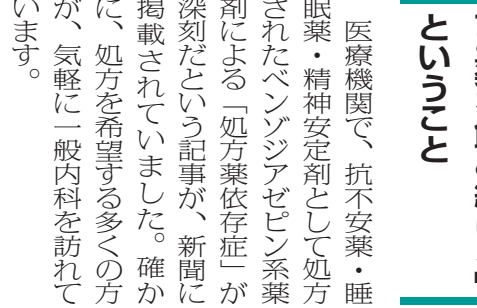 ということ
医療機関で、抗不安薬・睡
眠薬・精神安定剤として処方
されたベンゾジアゼピン系薬
剤による「処方薬依存症」が
深刻だという記事が、新聞に
掲載されていました。確か
に、処方を希望する多くの方
が、気軽に一般内科を訪れて
います。